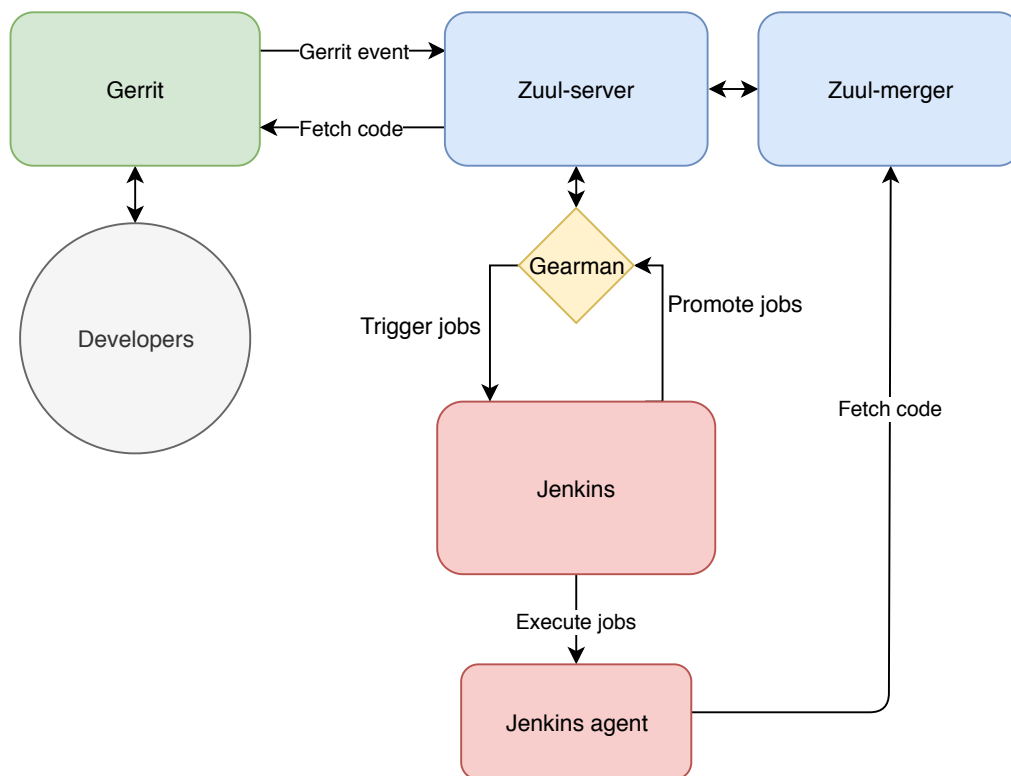 Gerrit
Gerrit event
Zuul-server
Zuul-merger
Fetch code
Gearman
Trigger jobs
Promote jobs
Developers
Fetch code
Jenkins
Execute jobs
Jenkins agent